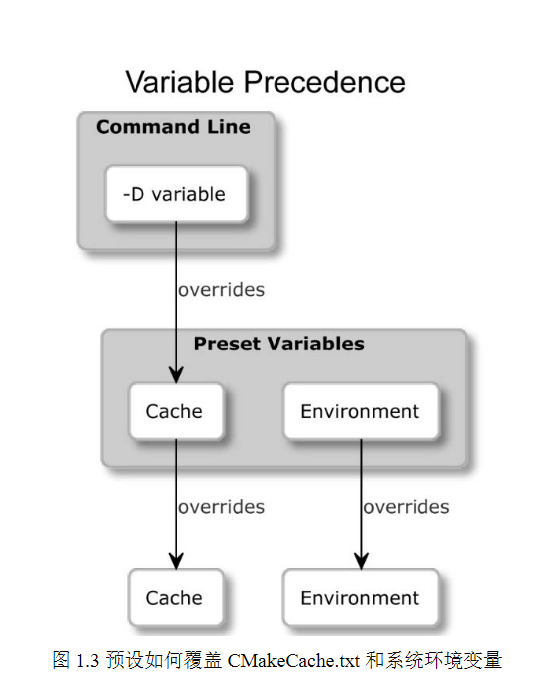 Variable Precedence
Command Line
-D variable
overrides
Preset Variables
Cache
Environment
overrides
overrides
Cache
Environment
图 1.3 预设如何覆盖 CMakeCache.txt 和系统环境变量